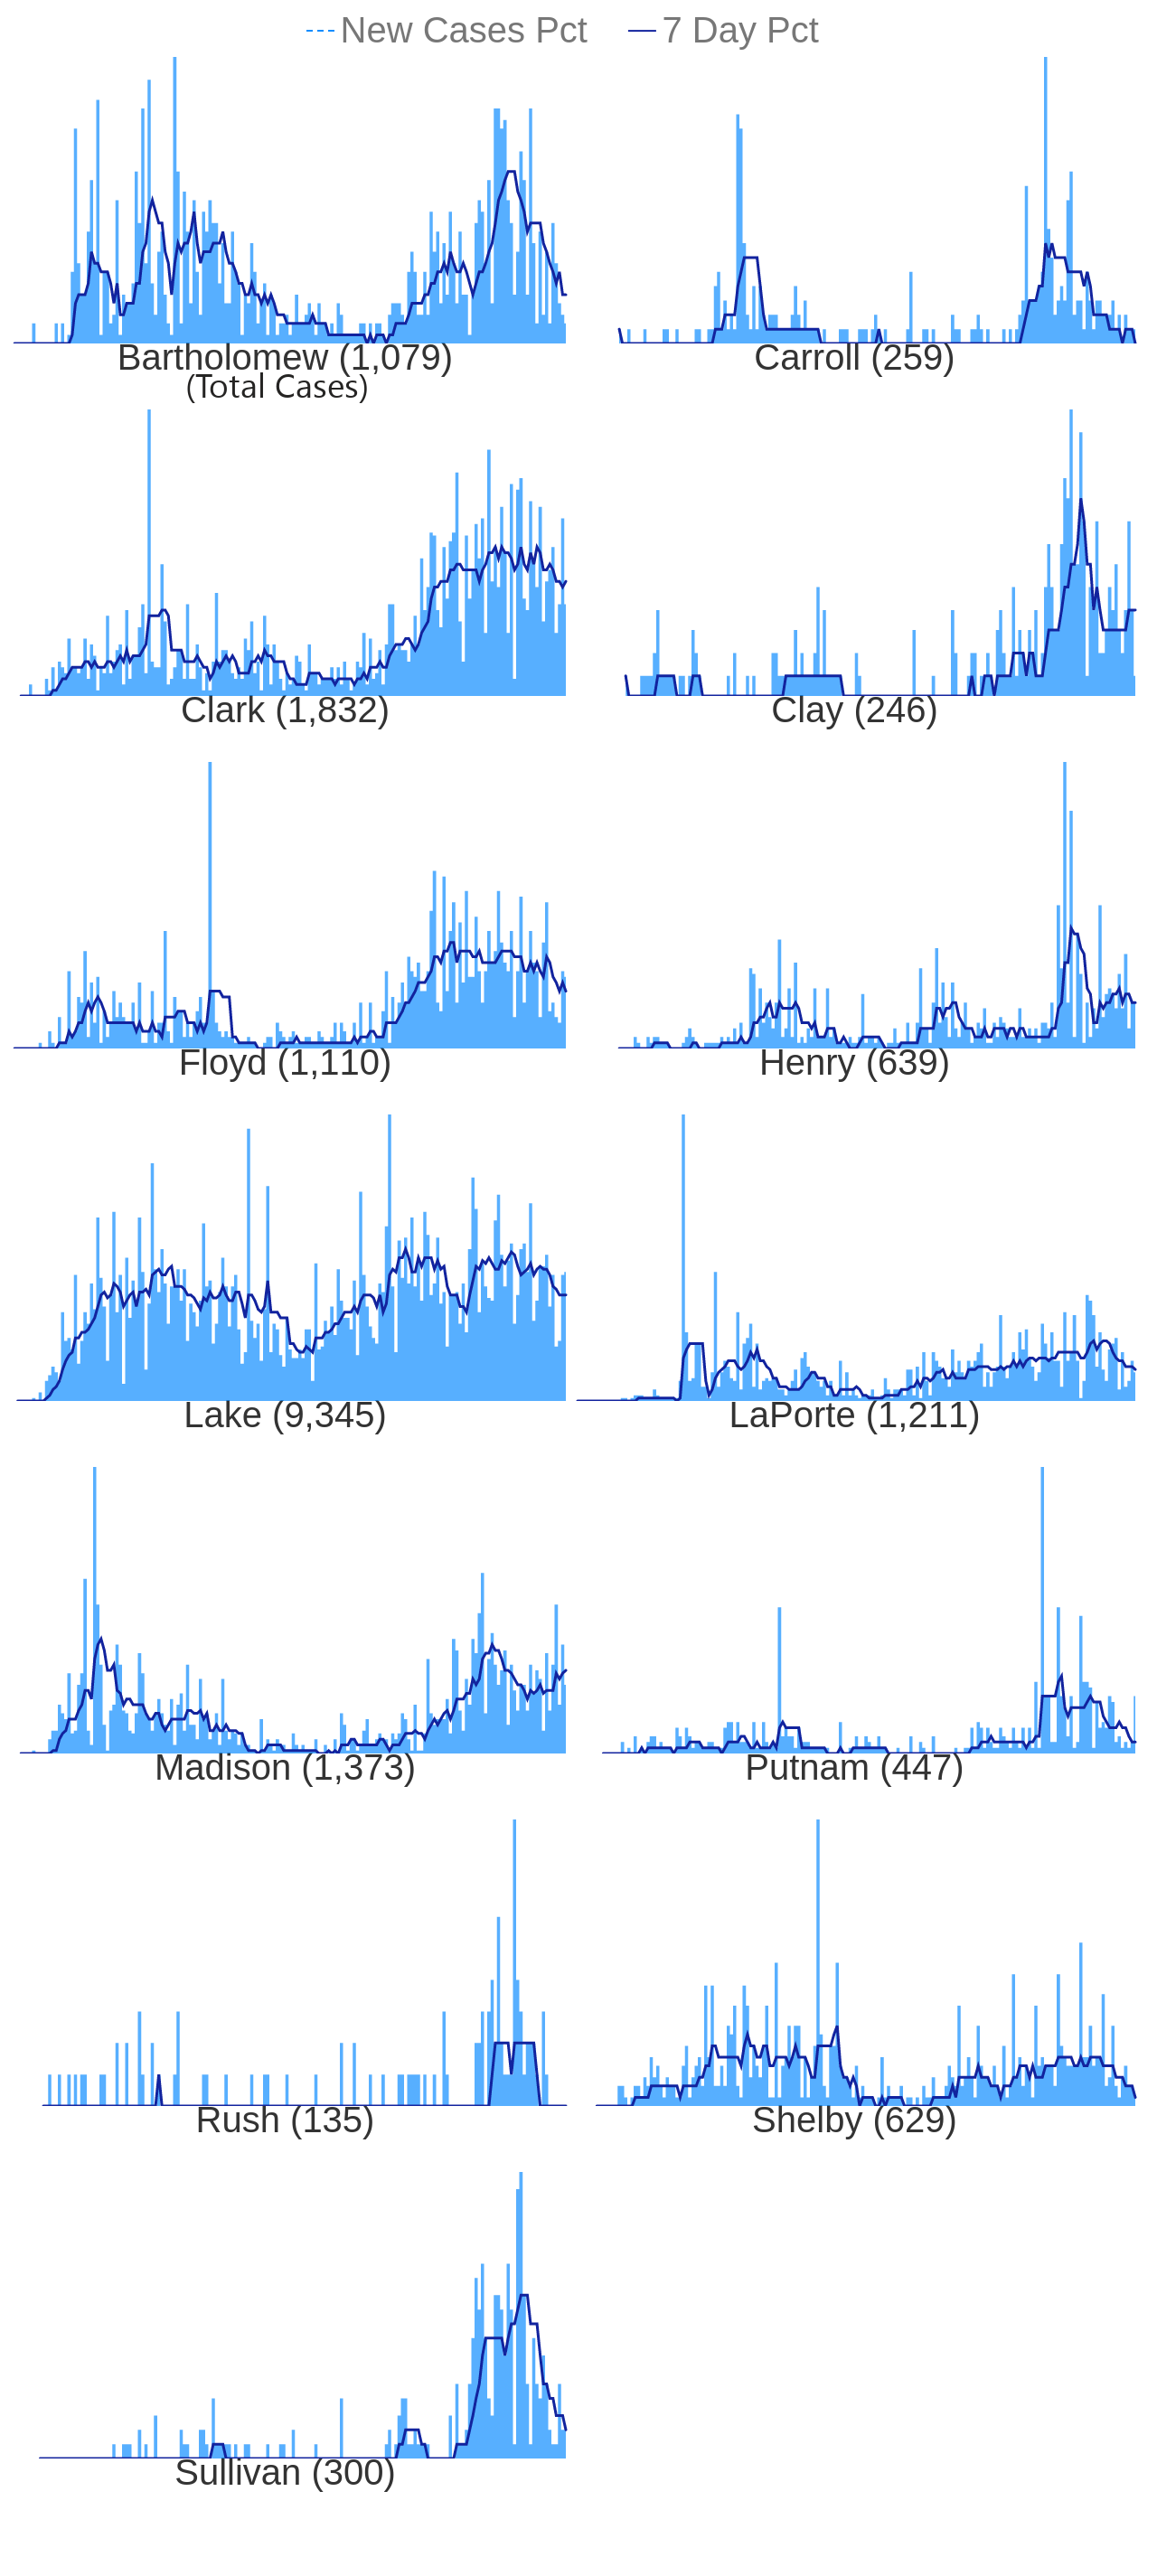 New Cases Pct 7 Day Pct
Bartholomew (1,079) Carroll (259)
(Total Cases)
Clark (1,832) Clay (246)
Floyd (1,110) Henry (639)
Lake (9,345) LaPorte (1,211)
Madison (1,373) Putnam (447)
Rush (135) Shelby (629)
Sullivan (300)